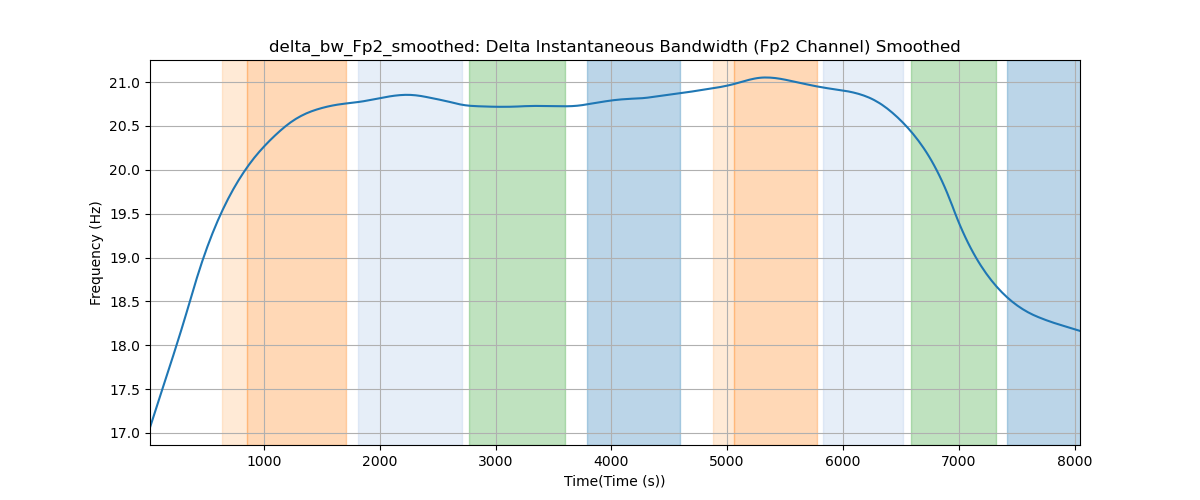 delta_bw_Fp2_smoothed: Delta Instantaneous Bandwidth (Fp2 Channel) Smoothed
Frequency (Hz)
21.0
20.5
20.0
19.5
19.0
18.5
18.0
17.5
17.0
1000 2000 3000 4000 5000 6000 7000 8000
Time(Time (s))